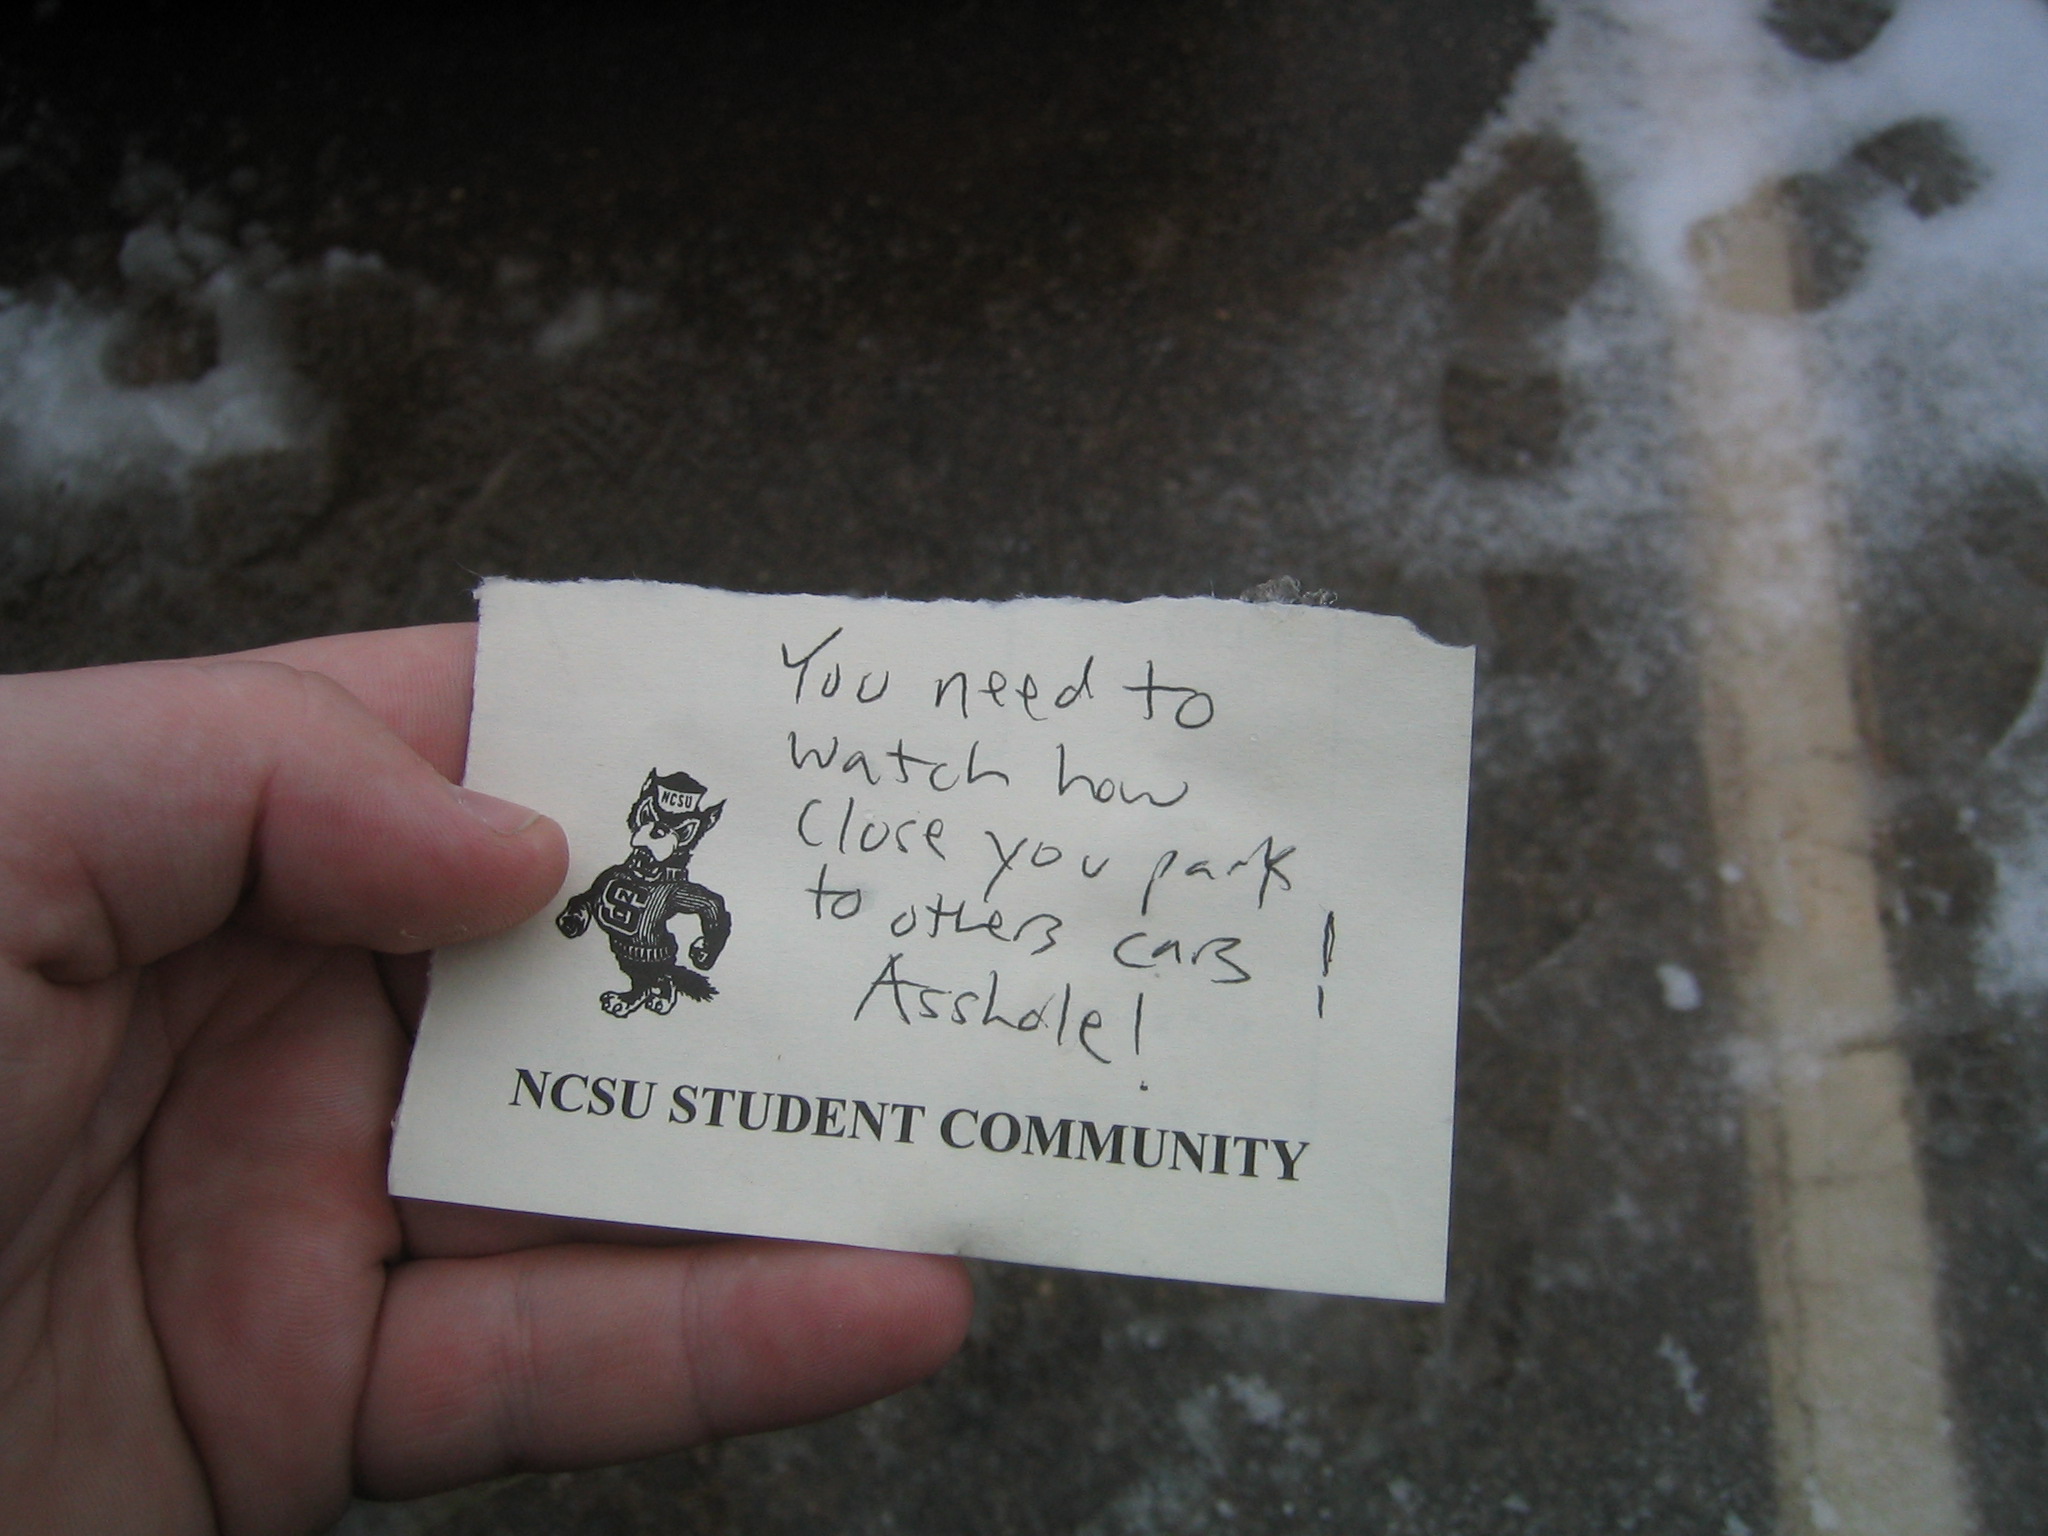 You need to
watch how
close you park
to others cars!
Asshole!
NCSU
NCSU STUDENT COMMUNITY